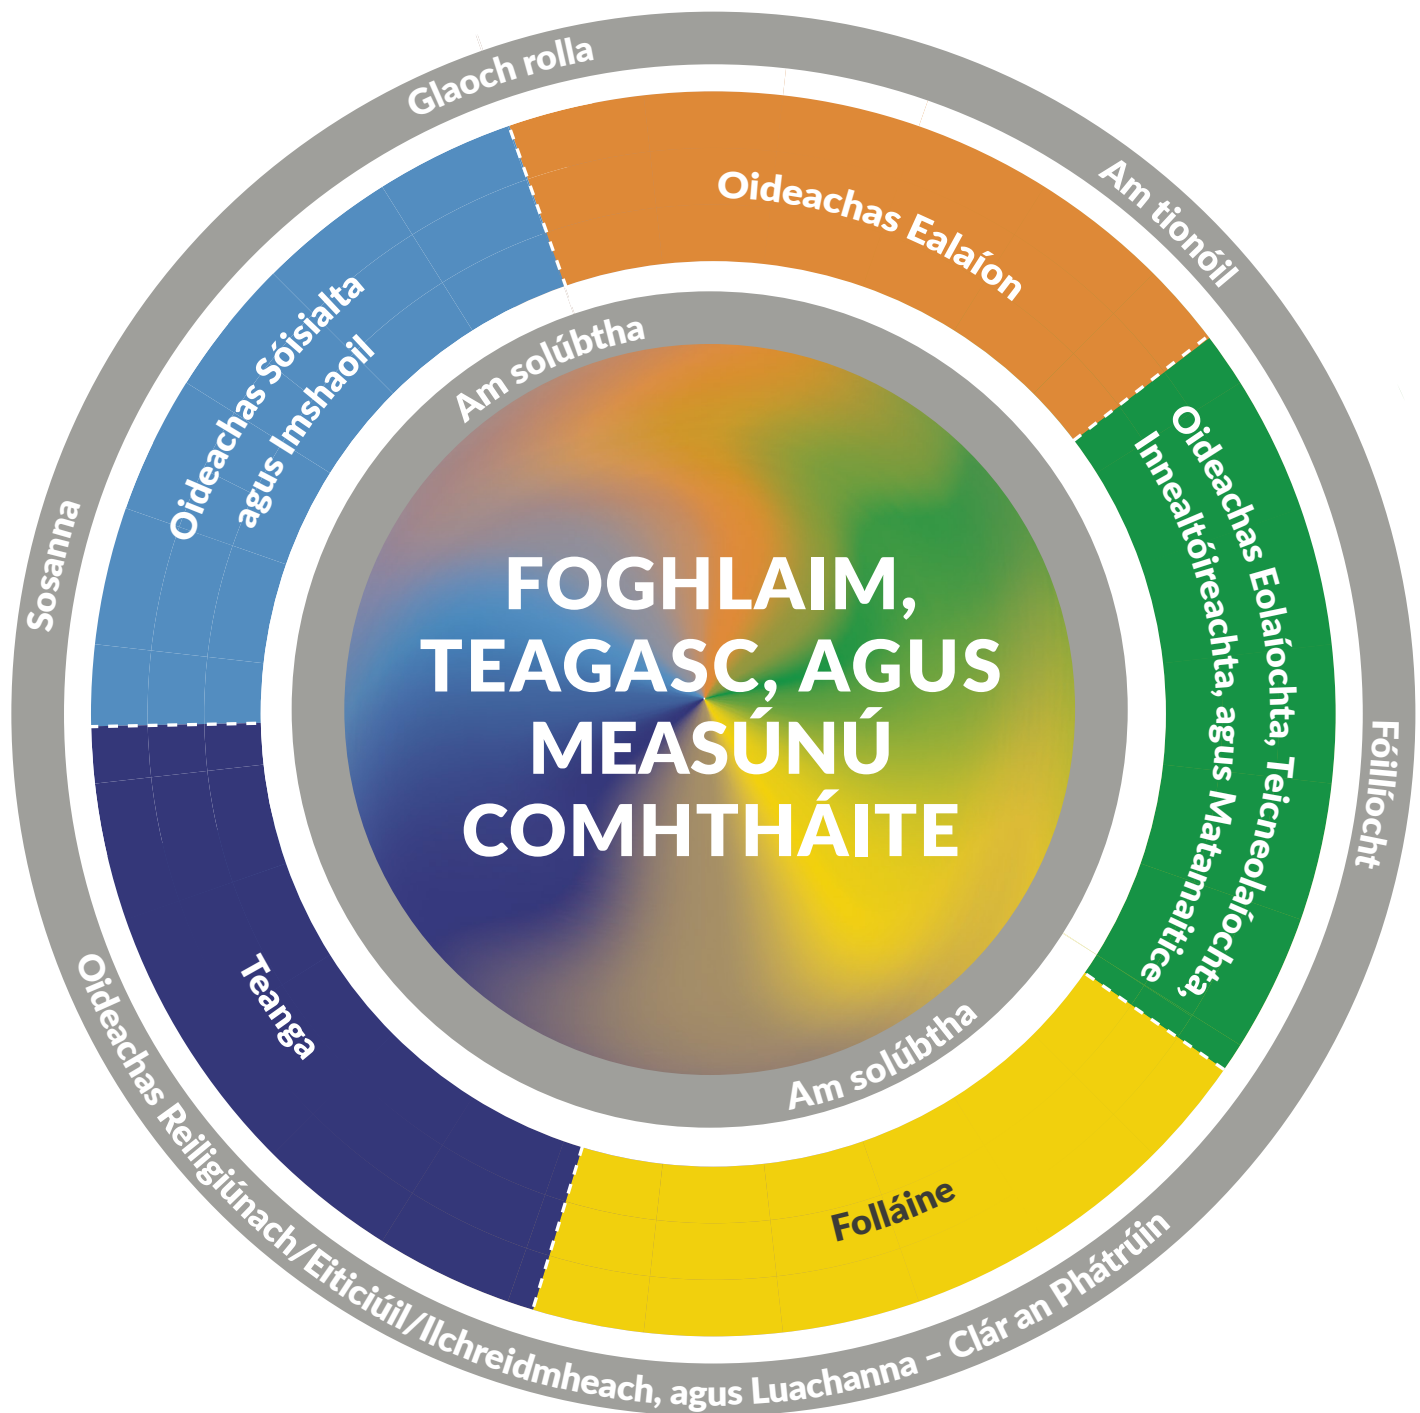 Glaoch rolla
Am tionóil
Fóillíocht
Oideachas Reiligiúnach/Eiticiúil/Ilchreidmheach, agus Luachanna – Clár an Phátrúin
Sosanna
Oideachas Ealaíon
Oideachas Eolaíochta, Teicneolaíochta,
Innealtóireachta, agus Matamaitice
Folláine
Teanga
Oideachas Sóisialta
agus Imshaoil
Am solúbtha
Am solúbtha
FOGHLAIM,
TEAGASC, AGUS
MEASÚNÚ
COMHTHÁITE